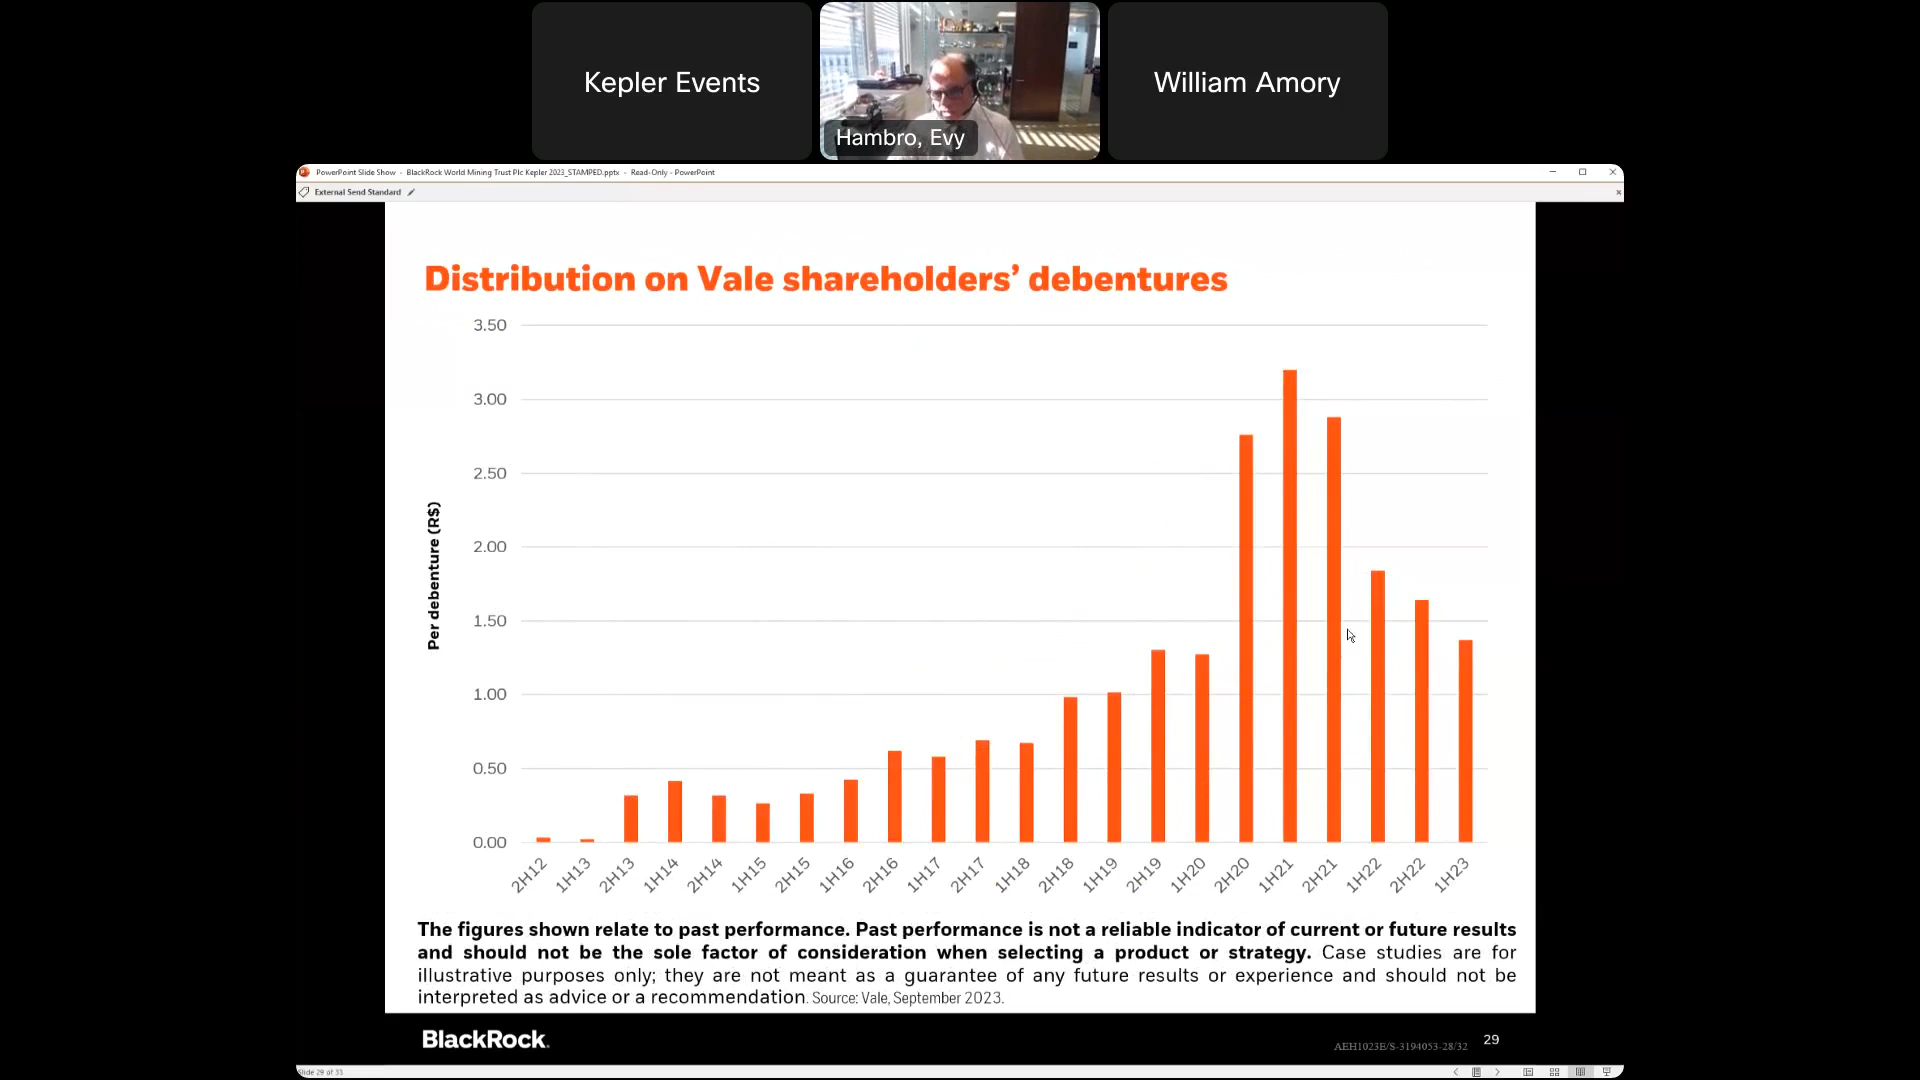 Kepler Events
Hambro, Evy
William Amory
PowerPoint Slide Show - BlackRock World Mining Trust Plc Kepler 2023_STAMPED.pptx - Read-Only - PowerPoint
External Send Standard
Distribution on Vale shareholders’ debentures
Per debenture (R$)
3.50
3.00
2.50
2.00
1.50
1.00
0.50
0.00
2H12 1H13 2H13 1H14 2H14 1H15 2H15 1H16 2H16 1H17 2H17 1H18 2H18 1H19 2H19 1H20 2H20 1H21 2H21 1H22 2H22 1H23
The figures shown relate to past performance. Past performance is not a reliable indicator of current or future results
and should not be the sole factor of consideration when selecting a product or strategy. Case studies are for
illustrative purposes only; they are not meant as a guarantee of any future results or experience and should not be
interpreted as advice or a recommendation. Source: Vale, September 2023.
BlackRock.
AEH1023E/S-3194053-28/32
29
Slide 29 of 33